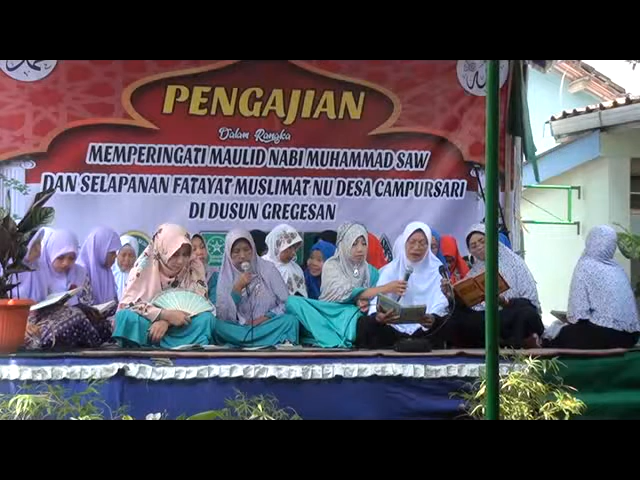 PENGAJIAN
Dalam Rangka
MEMPERINGATI MAULID NABI MUHAMMAD SAW
DAN SELAPANAN FATAYAT MUSLIMAT NU DESA CAMPURSARI
DI DUSUN GREGESAN